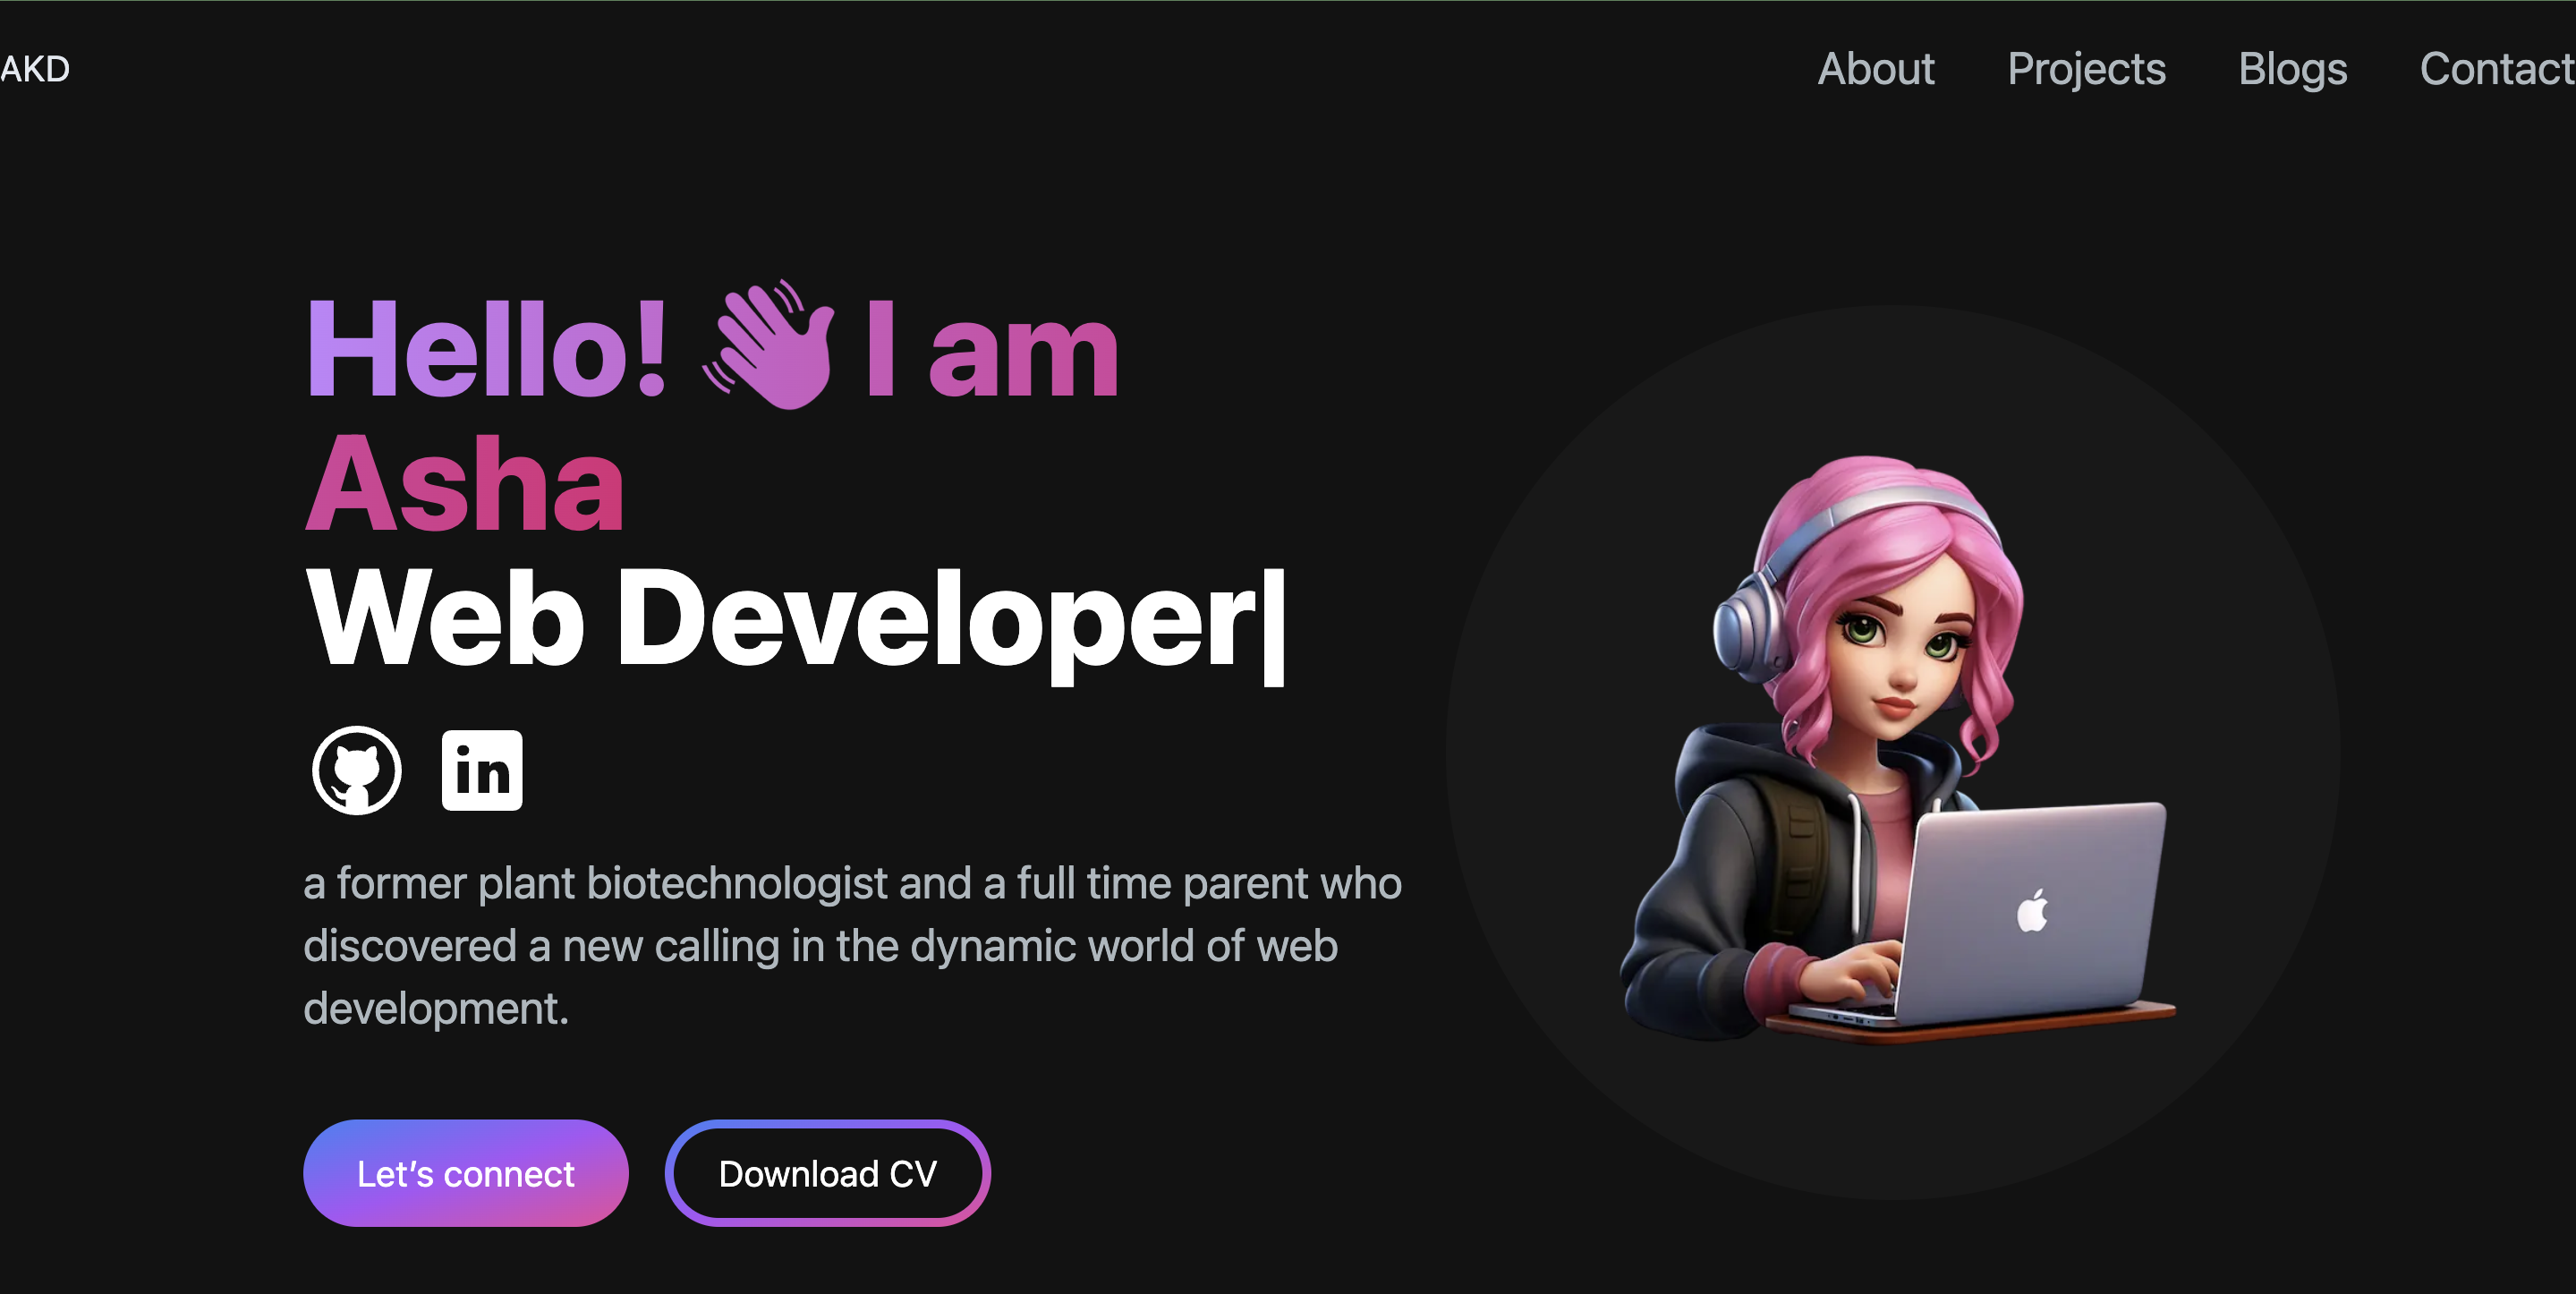 AKD
About Projects Blogs Contact
Hello! 👋 I am
Asha
Web Developer|
in
a former plant biotechnologist and a full time parent who
discovered a new calling in the dynamic world of web
development.
Let’s connect Download CV